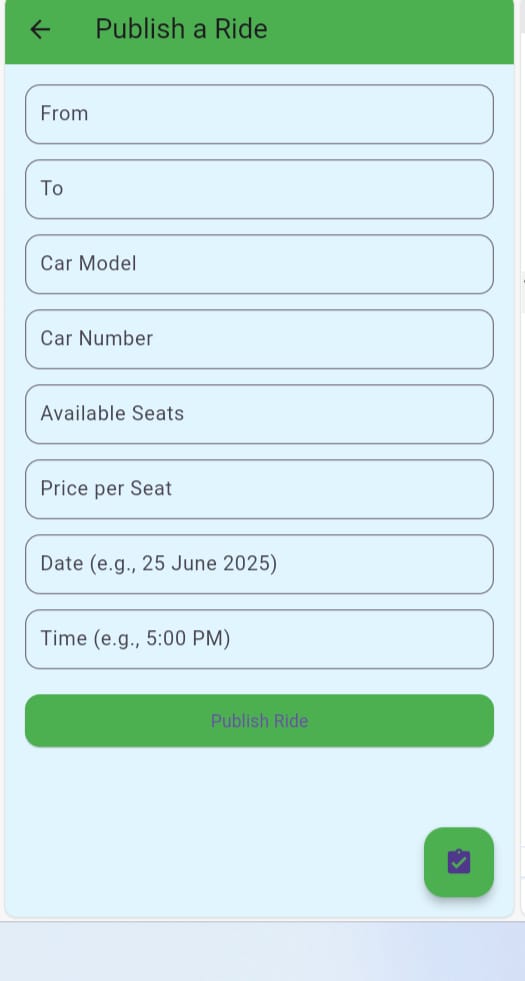 Publish a Ride
From
To
Car Model
Car Number
Available Seats
Price per Seat
Date (e.g., 25 June 2025)
Time (e.g., 5:00 PM)
Publish Ride